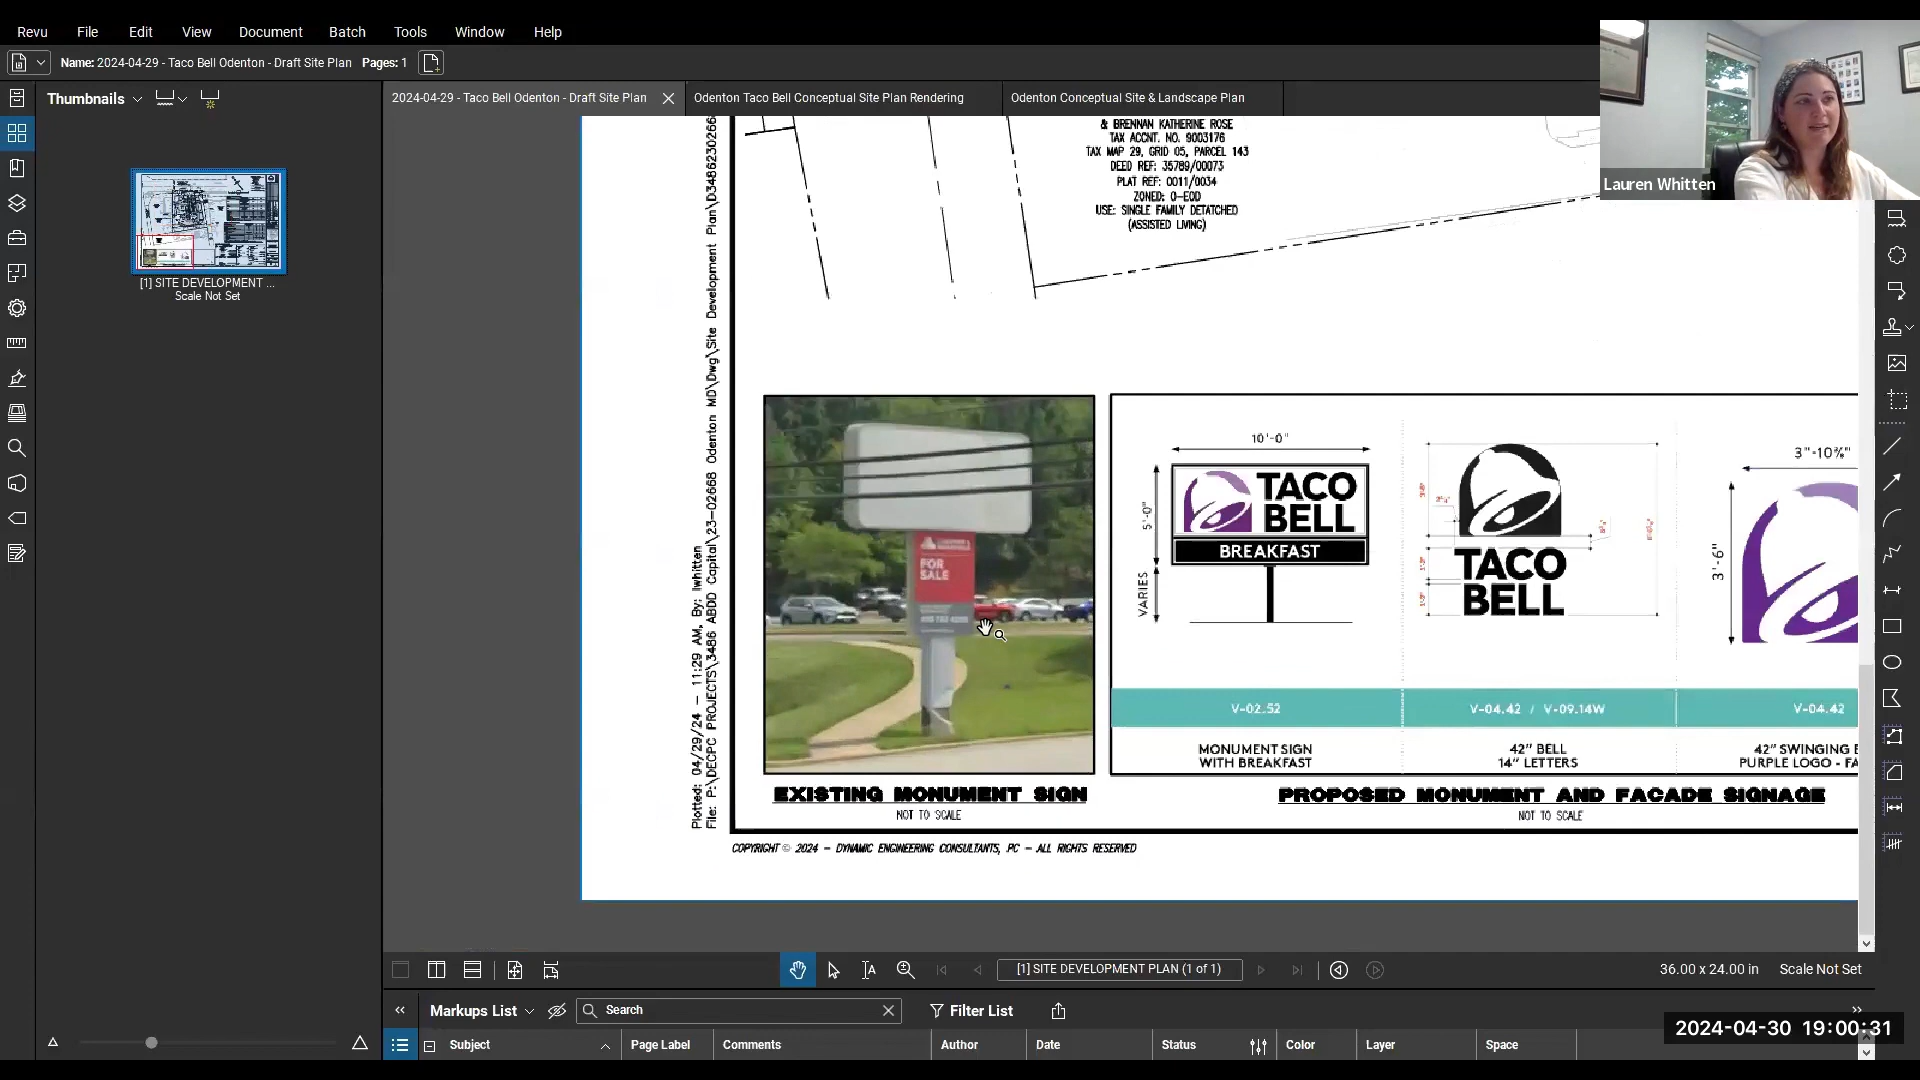 Revu File Edit View Document Batch Tools Window Help
Name: 2024-04-29 - Taco Bell Odenton - Draft Site Plan Pages: 1
Thumbnails
2024-04-29 - Taco Bell Odenton - Draft Site Plan
Odenton Taco Bell Conceptual Site Plan Rendering
Odenton Conceptual Site & Landscape Plan
Lauren Whitten
[1] SITE DEVELOPMENT ...
Scale Not Set
& BRENNAN KATHERINE ROSE
TAX ACCNT. NO. 9003176
TAX MAP 29, GRID 05, PARCEL 143
DEED REF: 35789/00073
PLAT REF: 0011/0034
ZONED: O-EOD
USE: SINGLE FAMILY DETACHED
(ASSISTED LIVING)
Plotted: 04/29/24 - 11:29 AM, By: lwhitten
File: P:\DECPC PROJECTS\3486 ABDD Capital\23-02668 Odenton MD\Dwg\Site Development Plan\
FOR
SALE
EXISTING MONUMENT SIGN
NOT TO SCALE
10'-0"
5'-0"
VARIES
TACO
BELL
BREAKFAST
TACO
BELL
3"-10¾"
3'-6"
V-02.52
V-04.42 / V-09.14W
V-04.42
MONUMENT SIGN
WITH BREAKFAST
42" BELL
14" LETTERS
42" SWINGING
PURPLE LOGO -
PROPOSED MONUMENT AND FACADE SIGNAGE
NOT TO SCALE
COPYRIGHT © 2024 - DYNAMIC ENGINEERING CONSULTANTS, PC - ALL RIGHTS RESERVED
[1] SITE DEVELOPMENT PLAN (1 of 1)
36.00 x 24.00 in
Scale Not Set
Markups List
Search
Filter List
2024-04-30 19:00:31
Subject Page Label Comments Author Date Status Color Layer Space